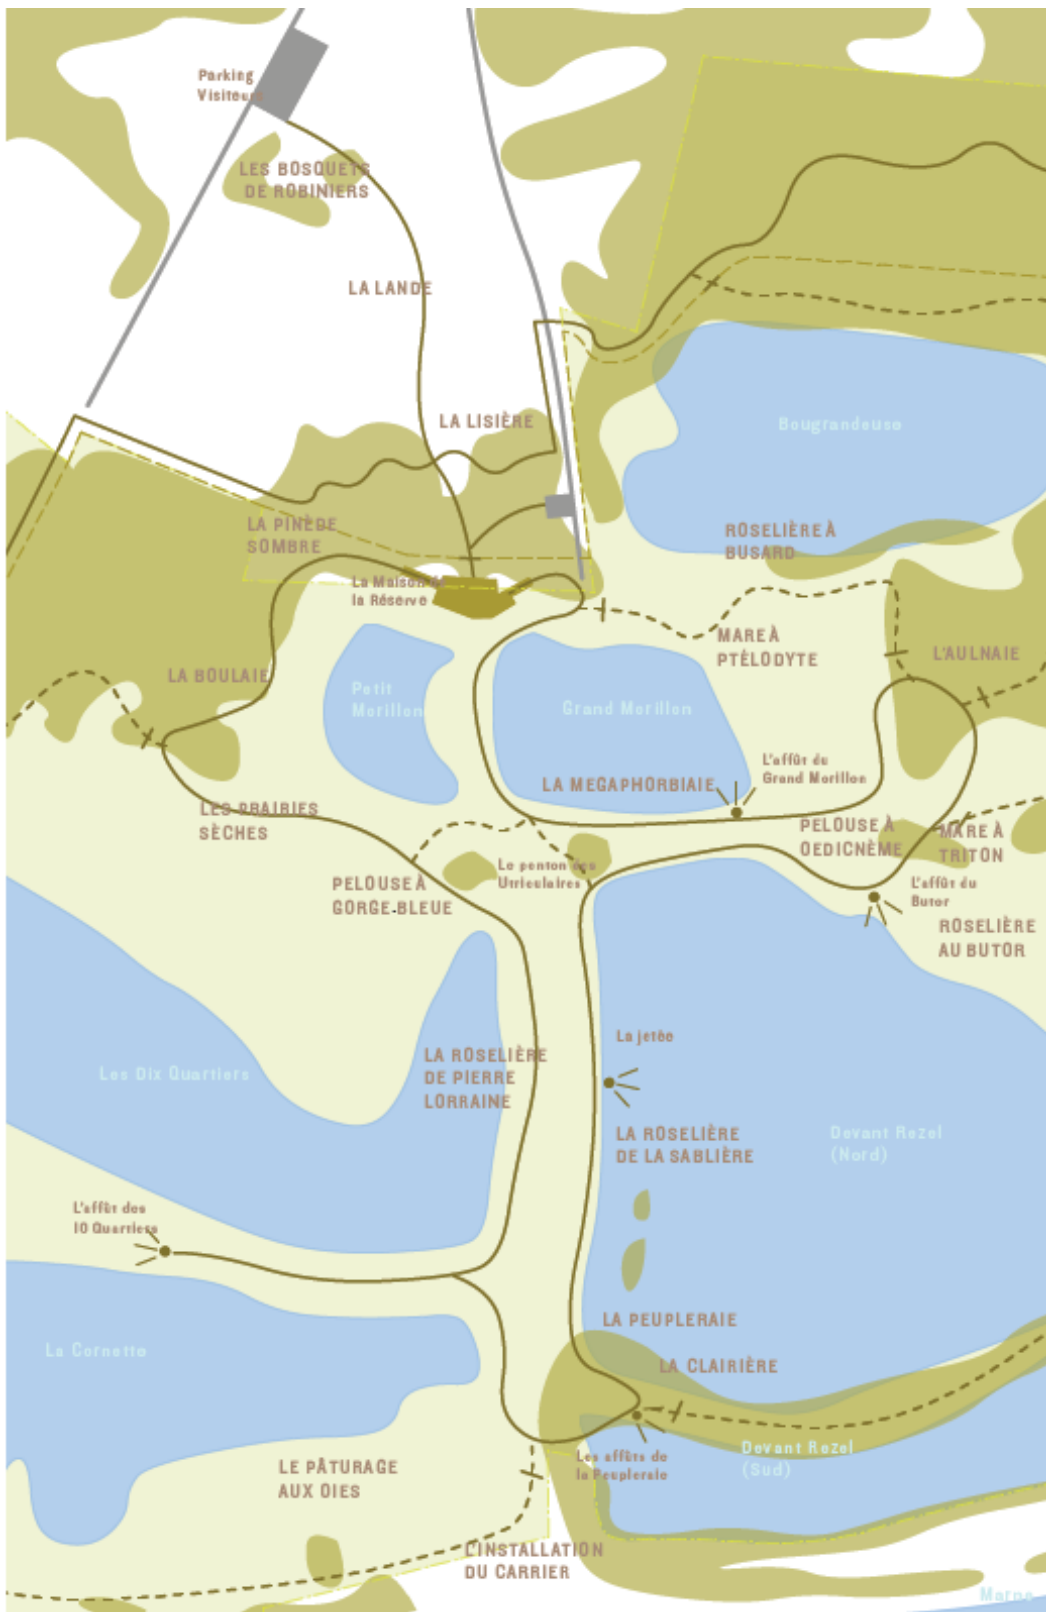 Parking
Visiteurs
LES BOSQUETS
DE ROBINIERS
LA LANDE
LA LISIÈRE
Bougrandeuse
LA PINÈDE
SOMBRE
ROSELIÈRE À
BUSARD
La Maison de
la Réserve
MARE À
PTÉLODYTE
L'AULNAIE
LA BOULAIE
Petit
Morillon
Grand Morillon
L'affût du
Grand Morillon
LA MEGAPHORBIAIE
LES PRAIRIES
SÈCHES
PELOUSE À
OEDICNÈME
MARE À
TRITON
Le penton des
Utriculaires
PELOUSE À
GORGE-BLEUE
L'affût du
Butor
ROSELIÈRE
AU BUTOR
La jetée
LA ROSELIÈRE
DE PIERRE
LORRAINE
Les Dix Quartiers
LA ROSELIÈRE
DE LA SABLIÈRE
Devant Rezel
(Nord)
L'affût des
10 Quartiers
LA PEUPLERAIE
La Cornette
LA CLAIRIÈRE
Devant Rezel
(Sud)
Les affûts de
la Peupleraie
LE PÂTURAGE
AUX OIES
L'INSTALLATION
DU CARRIER
Marne